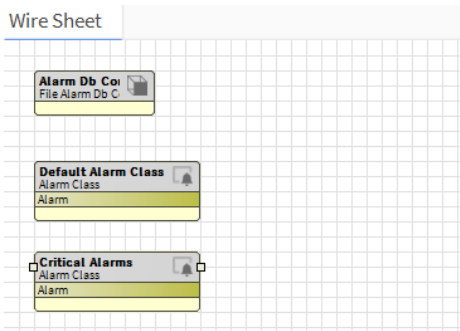 Wire Sheet
Alarm Db Co
File Alarm Db C
Default Alarm Class
Alarm Class
Alarm
Critical Alarms
Alarm Class
Alarm